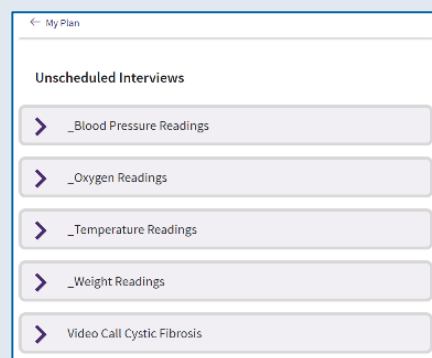 ← My Plan
Unscheduled Interviews
_Blood Pressure Readings
_Oxygen Readings
_Temperature Readings
_Weight Readings
Video Call Cystic Fibrosis